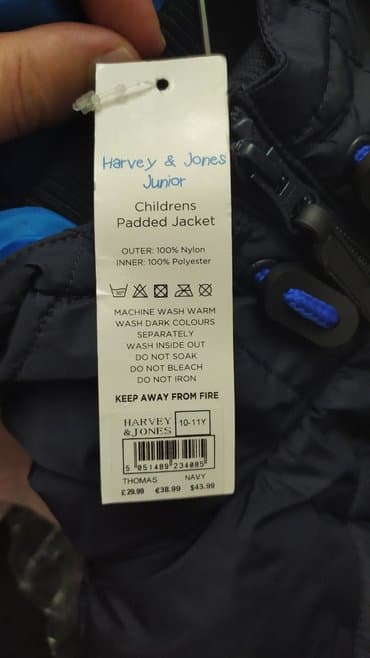 Harvey & Jones
Junior
Childrens
Padded Jacket
OUTER: 100% Nylon
INNER: 100% Polyester
MACHINE WASH WARM
WASH DARK COLOURS
SEPARATELY
WASH INSIDE OUT
DO NOT SOAK
DO NOT BLEACH
DO NOT IRON
KEEP AWAY FROM FIRE
HARVEY
& JONES
10-11Y
5 051489 234085
THOMAS NAVY
£29.99 €38.99 $43.99